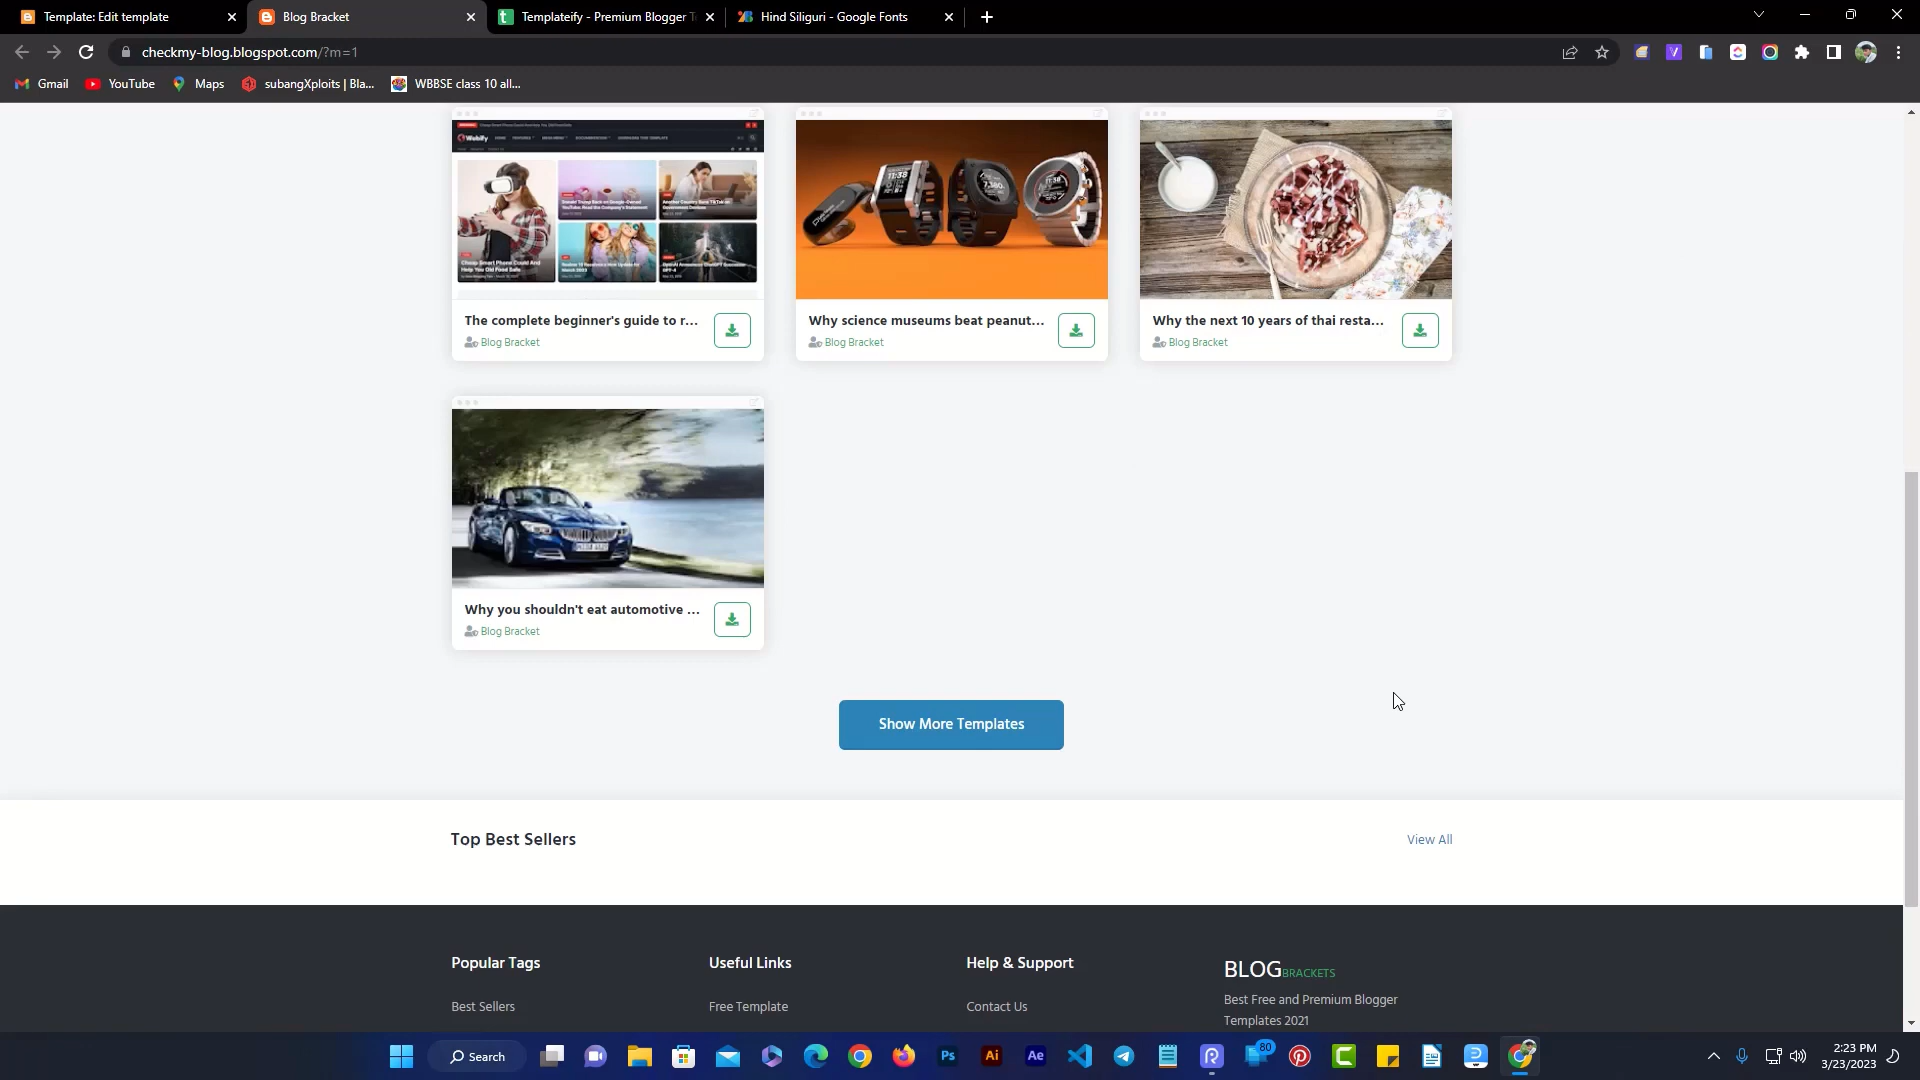 Template: Edit template
Blog Bracket
Templateify - Premium Blogger T
Hind Siliguri - Google Fonts
checkmy-blog.blogspot.com/?m=1
Gmail
YouTube
Maps
subangXploits | Bla...
WBBSE class 10 all...
Webify
The complete beginner's guide to r...
Blog Bracket
Why science museums beat peanut...
Blog Bracket
Why the next 10 years of thai resta...
Blog Bracket
Why you shouldn't eat automotive ...
Blog Bracket
Show More Templates
Top Best Sellers
View All
Popular Tags
Useful Links
Help & Support
BLOGBRACKETS
Best Sellers
Free Template
Contact Us
Best Free and Premium Blogger
Templates 2021
Search
Ps
Ai
Ae
80
2:23 PM
3/23/2023